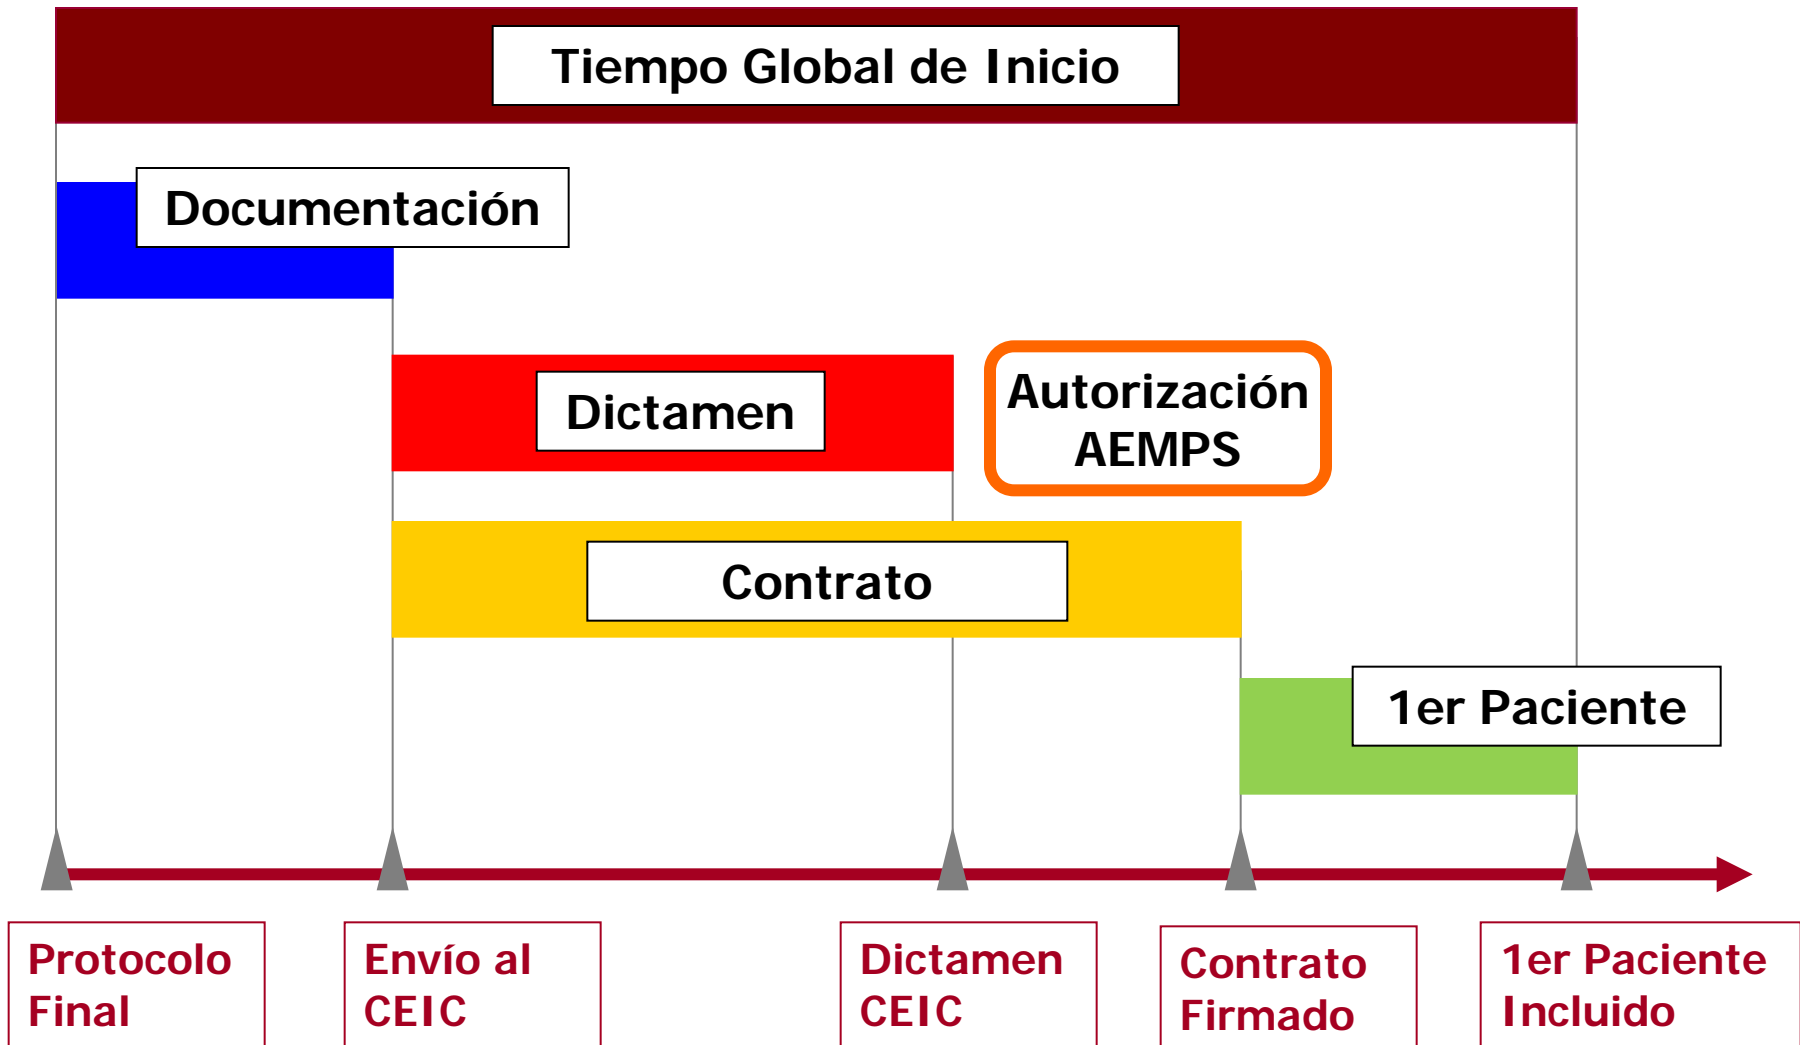 Tiempo Global de Inicio
Documentación
Dictamen
Autorización
AEMPS
Contrato
1er Paciente
Protocolo
Final
Envío al
CEIC
Dictamen
CEIC
Contrato
Firmado
1er Paciente
Incluido